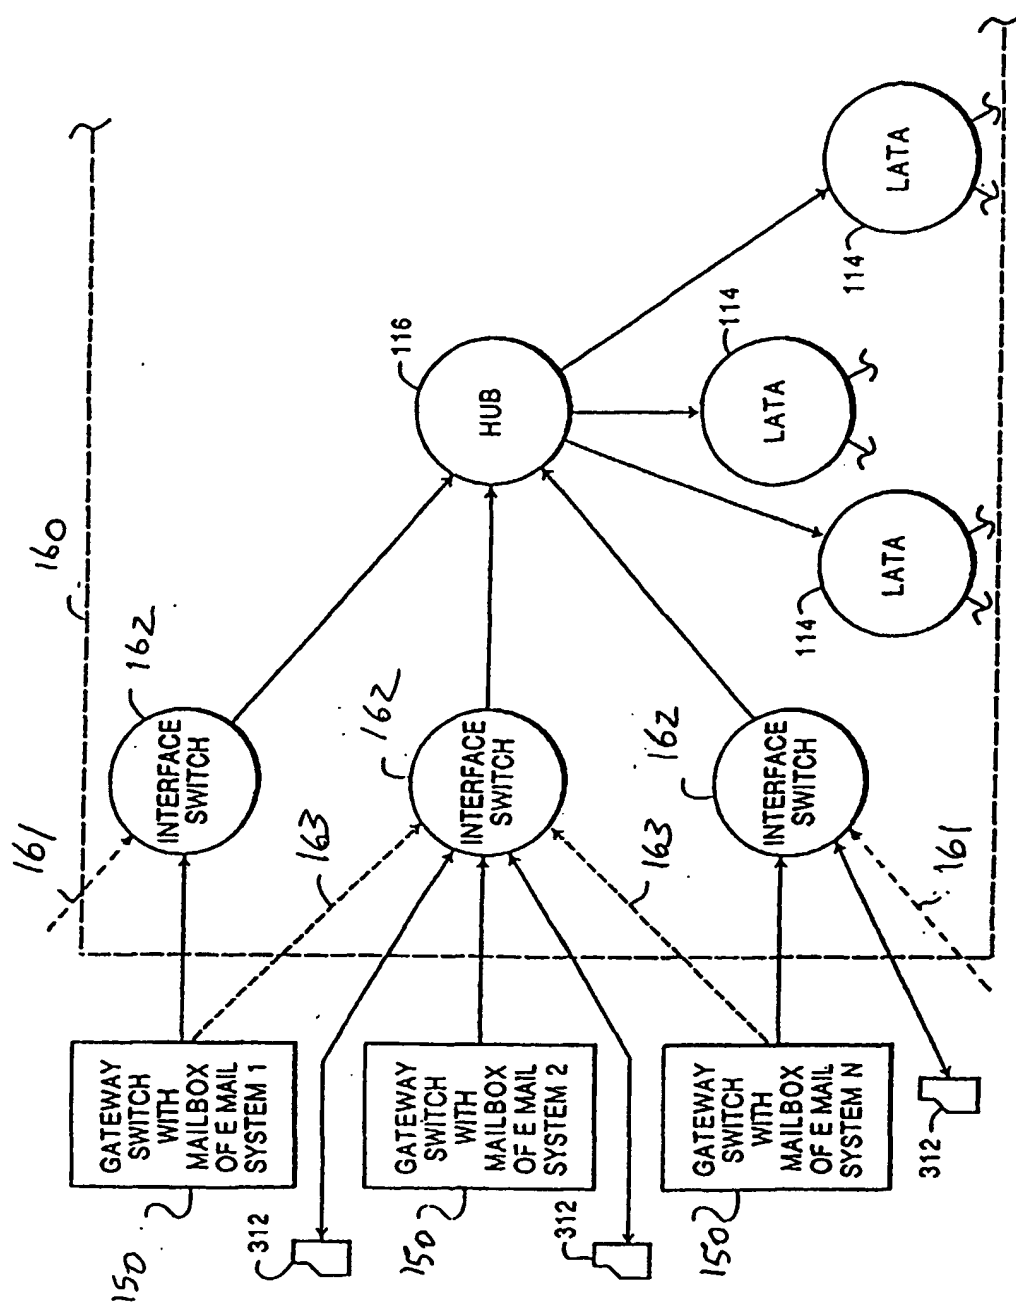 160
161
162
INTERFACE
SWITCH
163
162
INTERFACE
SWITCH
163
162
INTERFACE
SWITCH
161
116
HUB
114
LATA
114
LATA
114
LATA
GATEWAY
SWITCH
WITH
MAILBOX
OF E MAIL
SYSTEM 1
150
312
GATEWAY
SWITCH
WITH
MAILBOX
OF E MAIL
SYSTEM 2
150
312
GATEWAY
SWITCH
WITH
MAILBOX
OF E MAIL
SYSTEM N
150
312